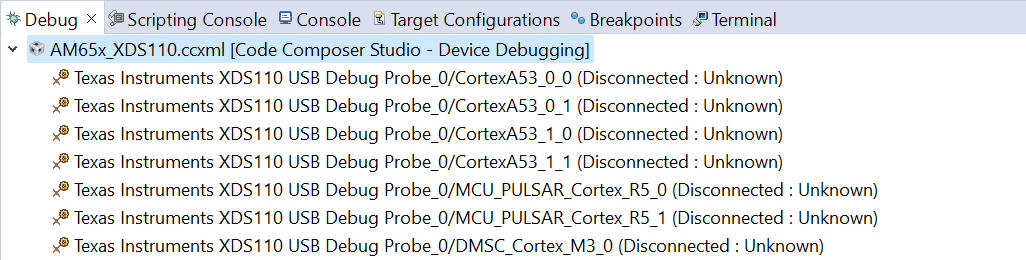 Debug Scripting Console Console Target Configurations Breakpoints Terminal
AM65x_XDS110.ccxml [Code Composer Studio - Device Debugging]
Texas Instruments XDS110 USB Debug Probe_0/CortexA53_0_0 (Disconnected : Unknown)
Texas Instruments XDS110 USB Debug Probe_0/CortexA53_0_1 (Disconnected : Unknown)
Texas Instruments XDS110 USB Debug Probe_0/CortexA53_1_0 (Disconnected : Unknown)
Texas Instruments XDS110 USB Debug Probe_0/CortexA53_1_1 (Disconnected : Unknown)
Texas Instruments XDS110 USB Debug Probe_0/MCU_PULSAR_Cortex_R5_0 (Disconnected : Unknown)
Texas Instruments XDS110 USB Debug Probe_0/MCU_PULSAR_Cortex_R5_1 (Disconnected : Unknown)
Texas Instruments XDS110 USB Debug Probe_0/DMSC_Cortex_M3_0 (Disconnected : Unknown)